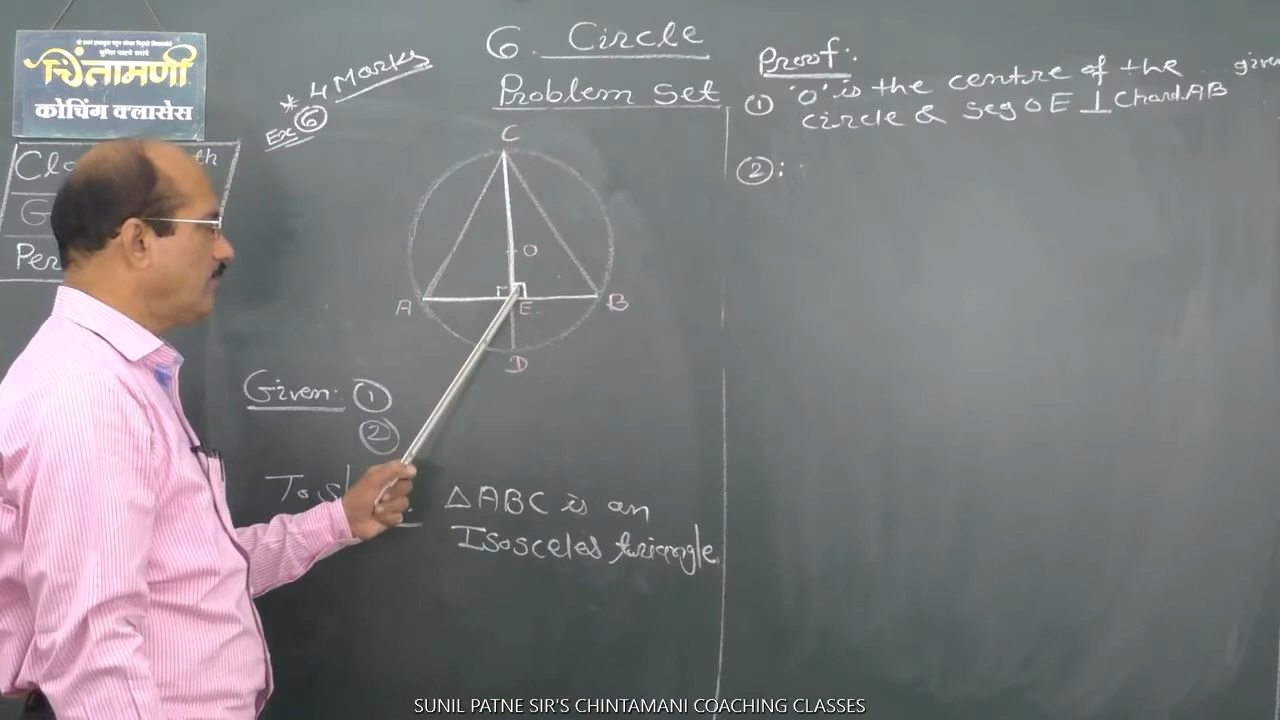 चिंतामणी
कोचिंग क्लासेस
Cl th
G
Per
* 4 Marks
Ex 6
6. Circle
Problem Set
C
O
A
E
B
D
Given: 1
2
To
△ABC is an
Isosceles triangle
Proof:
1 'O' is the centre of the given
circle & seg OE ⊥ Chord AB
2:
SUNIL PATNE SIR'S CHINTAMANI COACHING CLASSES